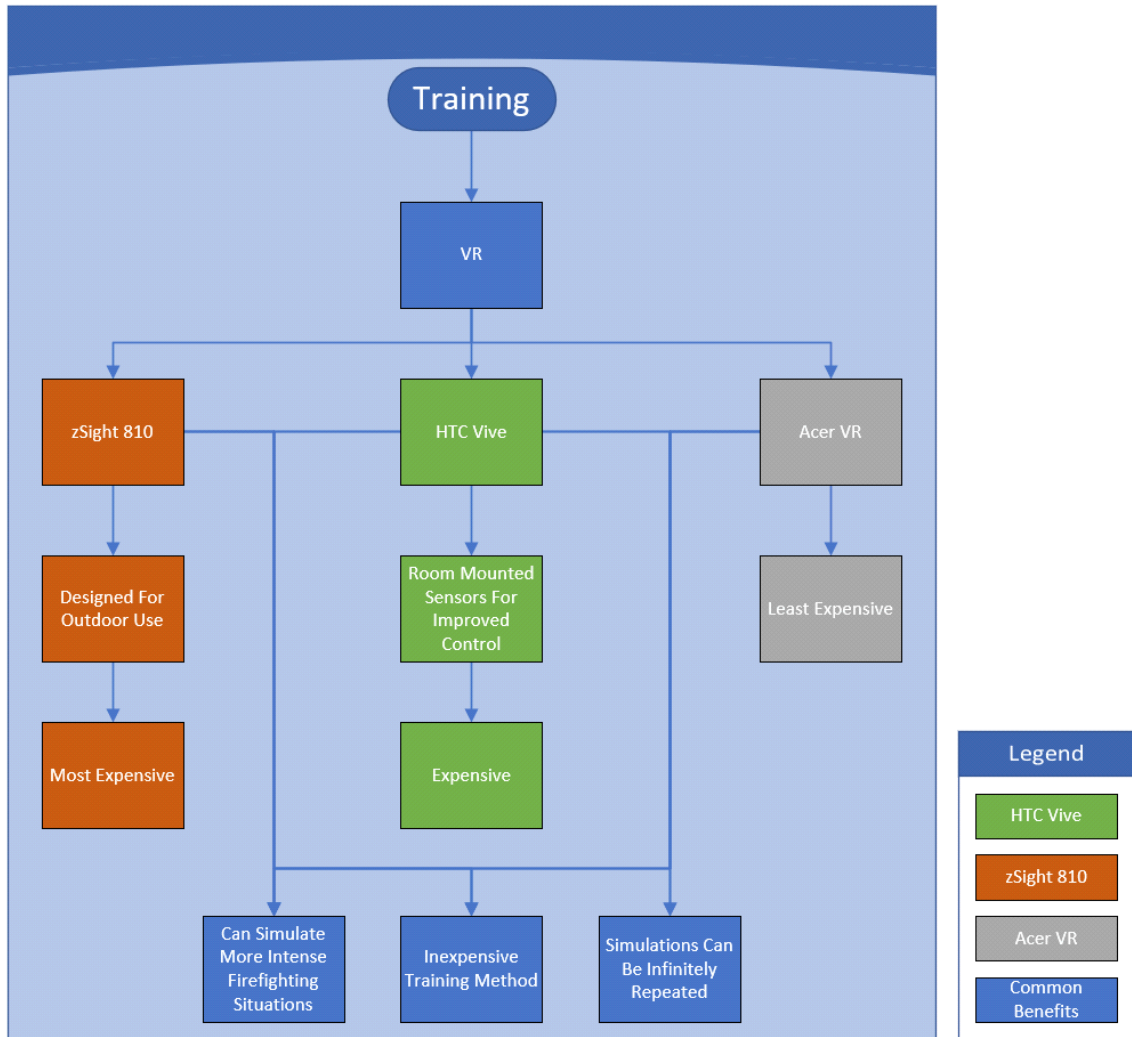 Training
VR
zSight 810
HTC Vive
Acer VR
Designed For
Outdoor Use
Room Mounted
Sensors For
Improved
Control
Least Expensive
Most Expensive
Expensive
Can Simulate
More Intense
Firefighting
Situations
Inexpensive
Training Method
Simulations Can
Be Infinitely
Repeated
Legend
HTC Vive
zSight 810
Acer VR
Common
Benefits